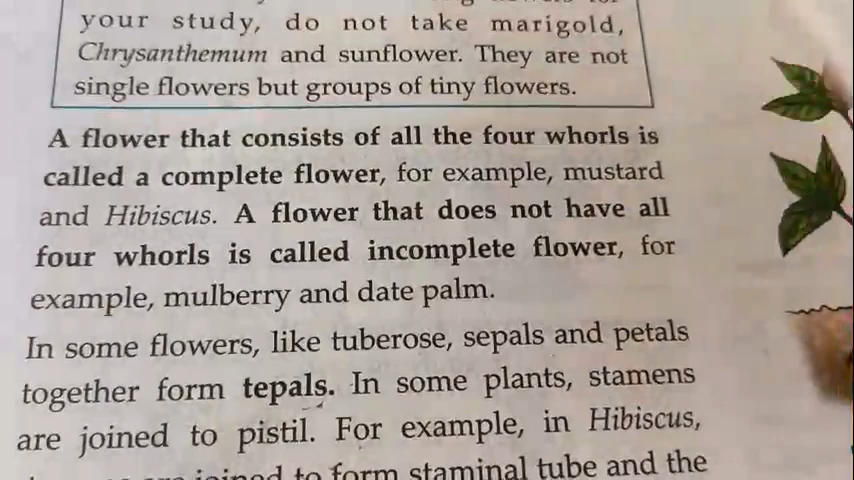 your study, do not take marigold,
Chrysanthemum and sunflower. They are not
single flowers but groups of tiny flowers.
A flower that consists of all the four whorls is
called a complete flower, for example, mustard
and Hibiscus. A flower that does not have all
four whorls is called incomplete flower, for
example, mulberry and date palm.
In some flowers, like tuberose, sepals and petals
together form tepals. In some plants, stamens
are joined to pistil. For example, in Hibiscus,
joined to form staminal tube and the